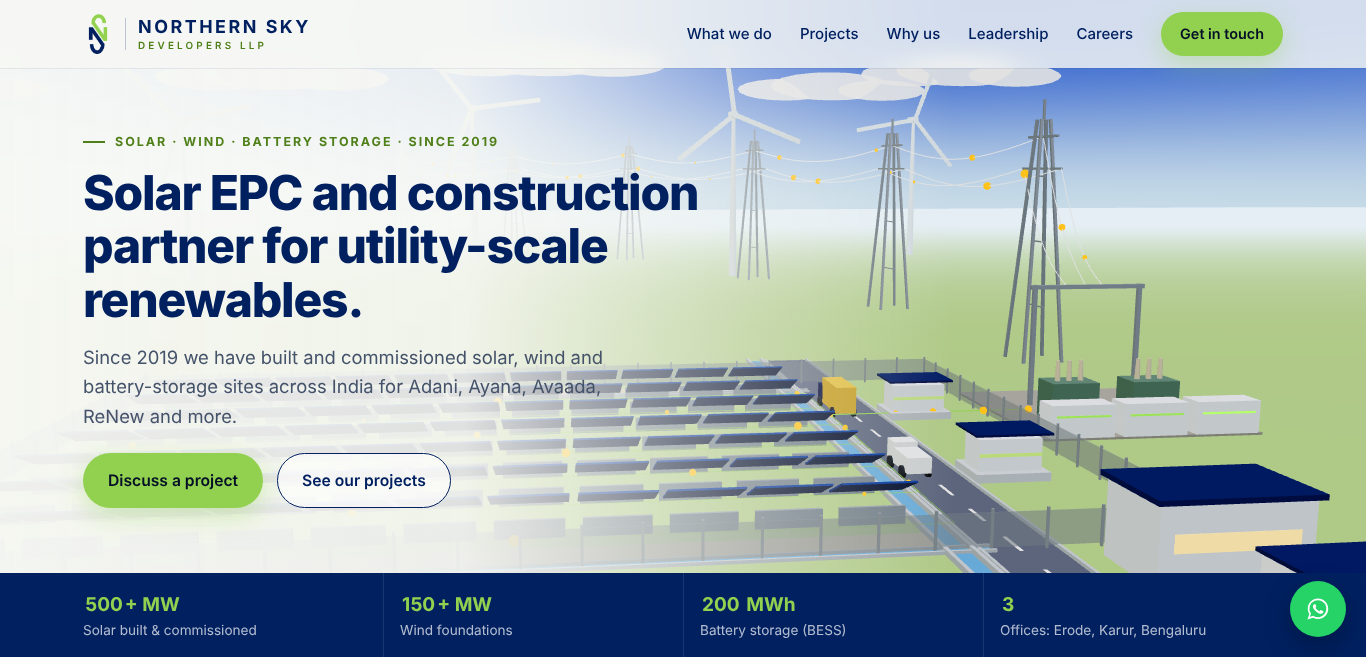 NORTHERN SKY
DEVELOPERS LLP
What we do
Projects
Why us
Leadership
Careers
Get in touch
SOLAR · WIND · BATTERY STORAGE · SINCE 2019
Solar EPC and construction
partner for utility-scale
renewables.
Since 2019 we have built and commissioned solar, wind and
battery-storage sites across India for Adani, Ayana, Avaada,
ReNew and more.
Discuss a project
See our projects
500+ MW
Solar built & commissioned
150+ MW
Wind foundations
200 MWh
Battery storage (BESS)
3
Offices: Erode, Karur, Bengaluru